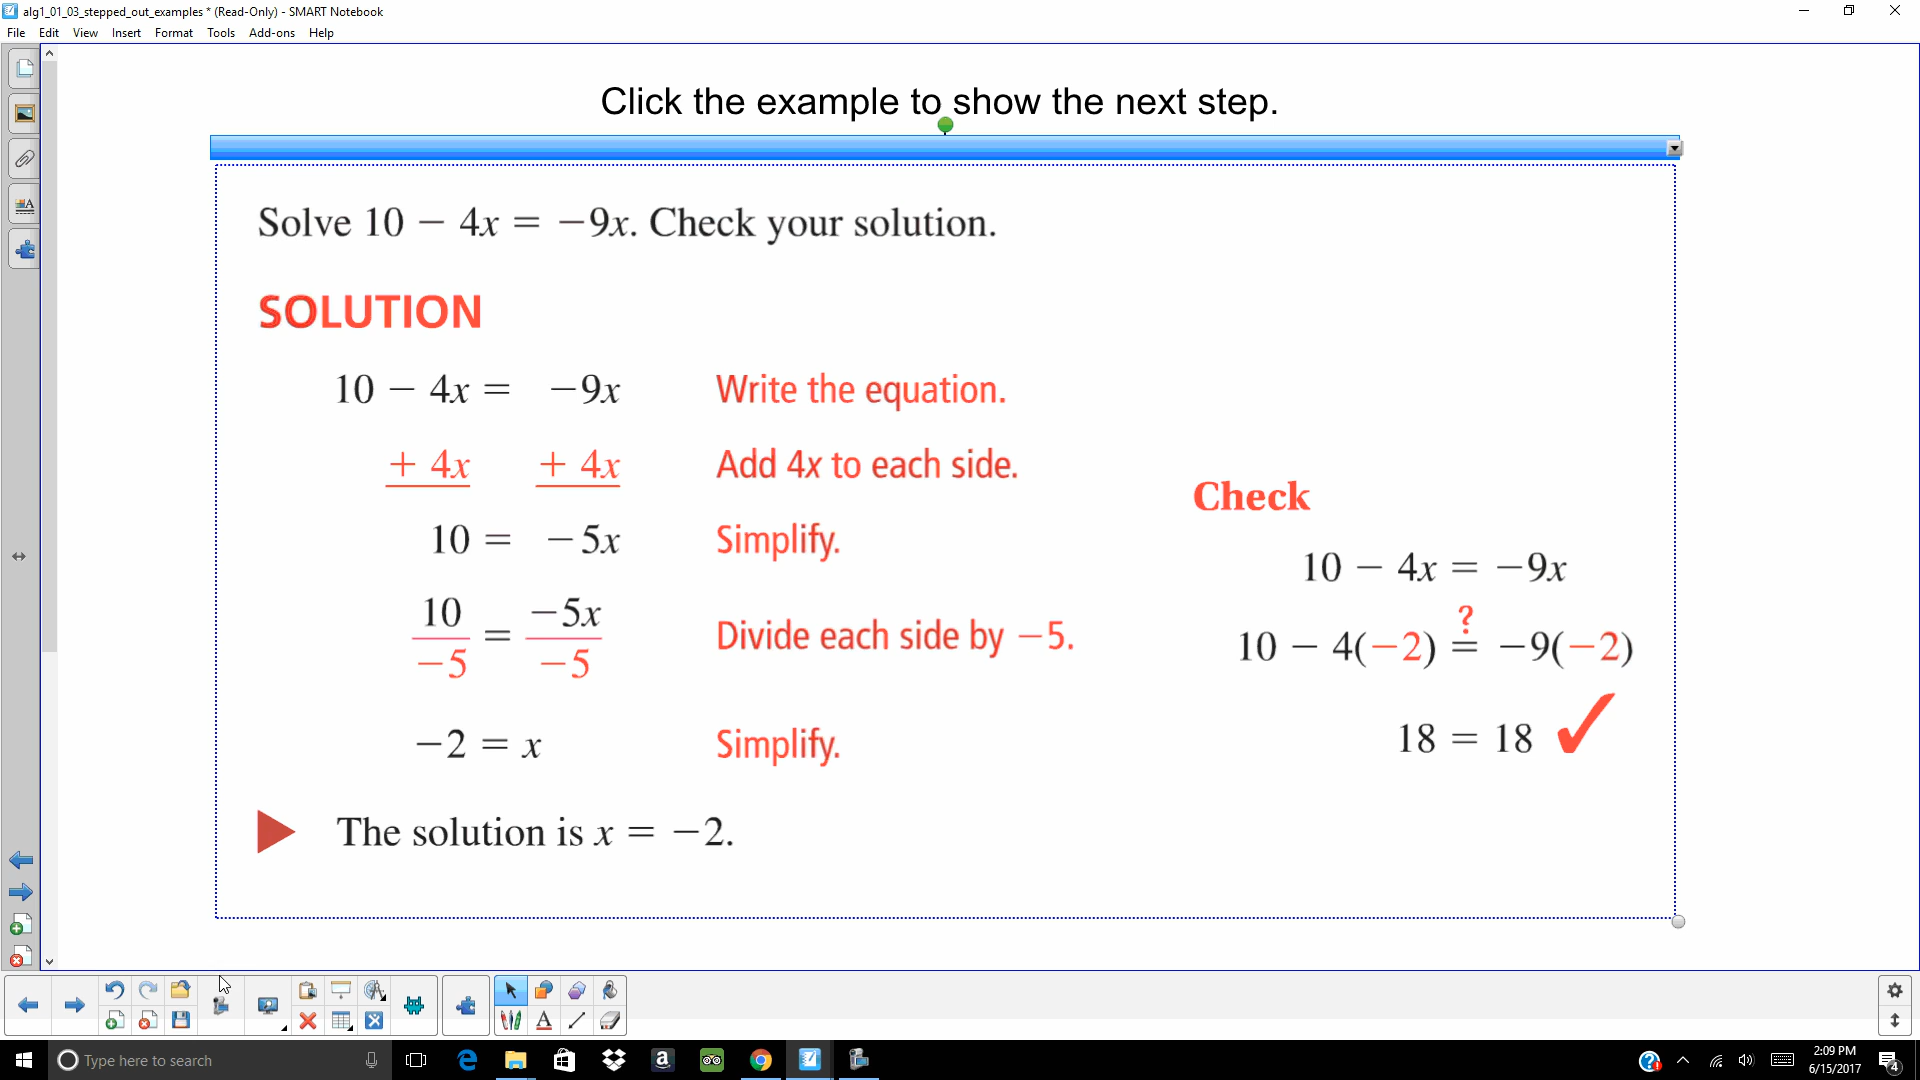 alg1_01_03_stepped_out_examples * (Read-Only) - SMART Notebook
File Edit View Insert Format Tools Add-ons Help
Click the example to show the next step.
Solve 10 − 4x = −9x. Check your solution.
SOLUTION
10 − 4x = −9x Write the equation.
+ 4x + 4x Add 4x to each side.
10 = −5x Simplify.
10/−5 = −5x/−5 Divide each side by −5.
−2 = x Simplify.
The solution is x = −2.
Check
10 − 4x = −9x
10 − 4(−2) ≟ −9(−2)
18 = 18 ✓
Type here to search
2:09 PM
6/15/2017
4